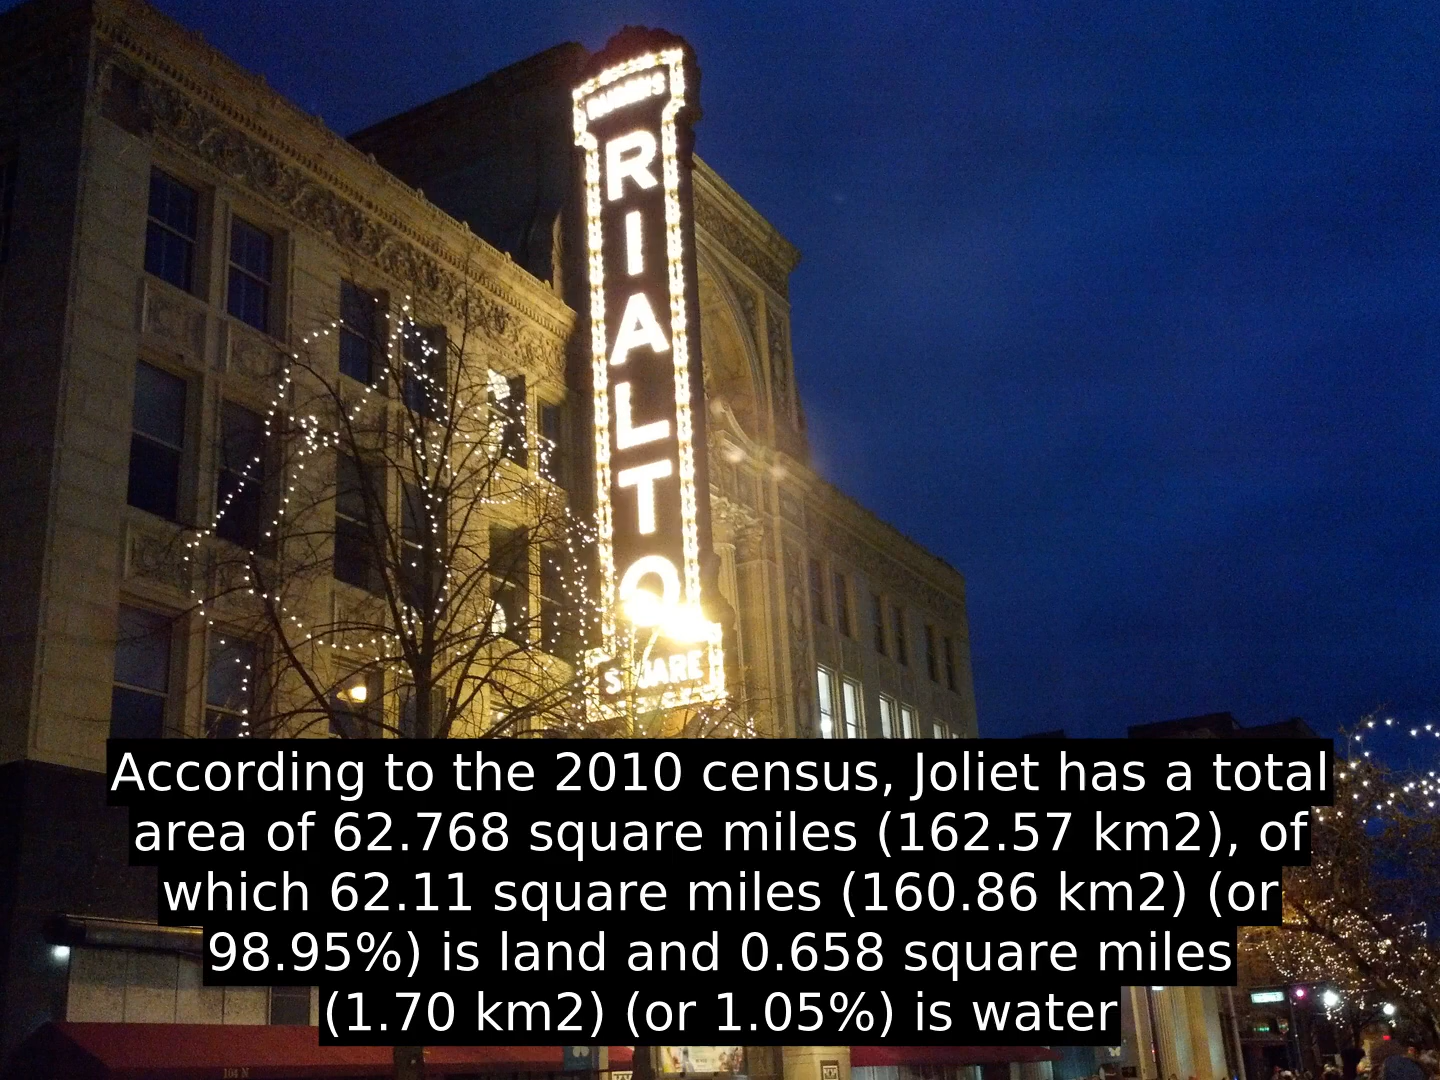 RIALTO
SQUARE
According to the 2010 census, Joliet has a total
area of 62.768 square miles (162.57 km2), of
which 62.11 square miles (160.86 km2) (or
98.95%) is land and 0.658 square miles
(1.70 km2) (or 1.05%) is water
104 N